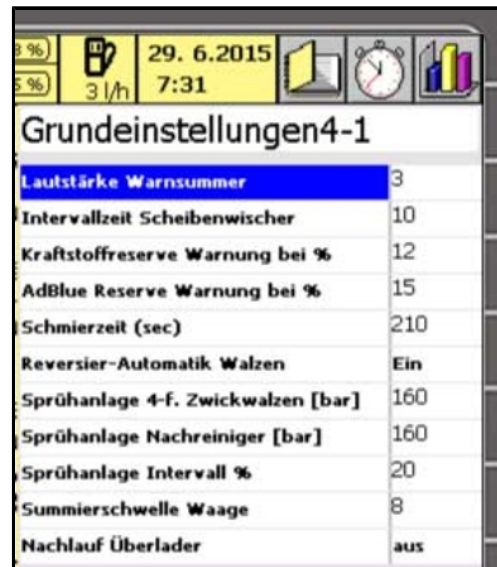 3 %)
5 %)
3 l/h
29. 6.2015
7:31
Grundeinstellungen4-1
Lautstärke Warnsummer 3
Intervallzeit Scheibenwischer 10
Kraftstoffreserve Warnung bei % 12
AdBlue Reserve Warnung bei % 15
Schmierzeit (sec) 210
Reversier-Automatik Walzen Ein
Sprühanlage 4-f. Zwickwalzen [bar] 160
Sprühanlage Nachreiniger [bar] 160
Sprühanlage Intervall % 20
Summierschwelle Waage 8
Nachlauf Überlader aus